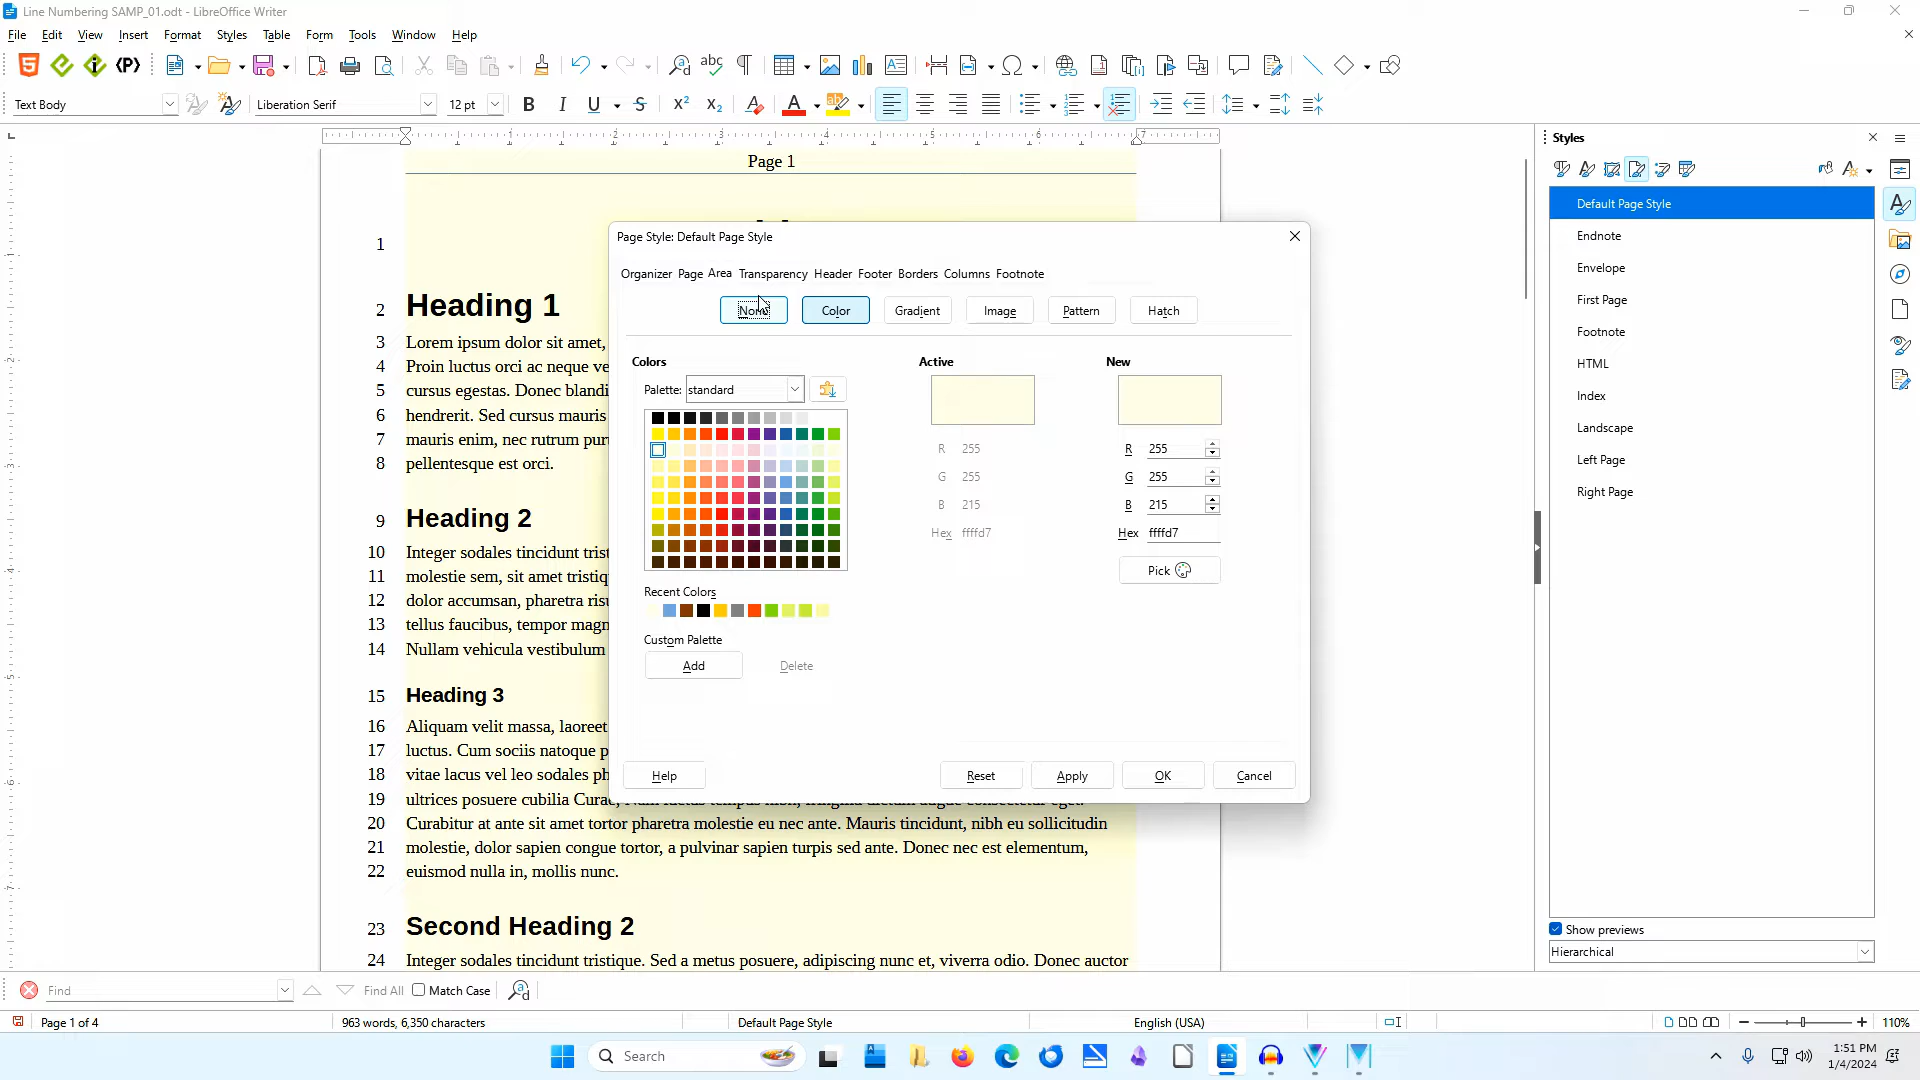 Line Numbering SAMP_01.odt - LibreOffice Writer
File Edit View Insert Format Styles Table Form Tools Window Help
Text Body
Liberation Serif
12 pt
Styles
Default Page Style
Endnote
Envelope
First Page
Footnote
HTML
Index
Landscape
Left Page
Right Page
Show previews
Hierarchical
Page 1
1
2 Heading 1
3 Lorem ipsum dolor sit amet,
4 Proin luctus orci ac neque ve
5 cursus egestas. Donec blandi
6 hendrerit. Sed cursus mauris
7 mauris enim, nec rutrum pur
8 pellentesque est orci.
9 Heading 2
10 Integer sodales tincidunt trist
11 molestie sem, sit amet tristiq
12 dolor accumsan, pharetra risu
13 tellus faucibus, tempor magn
14 Nullam vehicula vestibulum
15 Heading 3
16 Aliquam velit massa, laoreet
17 luctus. Cum sociis natoque p
18 vitae lacus vel leo sodales ph
19 ultrices posuere cubilia Curae,
20 Curabitur at ante sit amet tortor pharetra molestie eu nec ante. Mauris tincidunt, nibh eu sollicitudin
21 molestie, dolor sapien congue tortor, a pulvinar sapien turpis sed ante. Donec nec est elementum,
22 euismod nulla in, mollis nunc.
23 Second Heading 2
24 Integer sodales tincidunt tristique. Sed a metus posuere, adipiscing nunc et, viverra odio. Donec auctor
Page Style: Default Page Style
Organizer Page Area Transparency Header Footer Borders Columns Footnote
None Color Gradient Image Pattern Hatch
Colors
Palette: standard
Recent Colors
Custom Palette
Add Delete
Active
R 255
G 255
B 215
Hex ffffd7
New
R 255
G 255
B 215
Hex ffffd7
Pick
Help Reset Apply OK Cancel
Find Find All Match Case
Page 1 of 4 963 words, 6,350 characters Default Page Style English (USA) 110%
Search
1:51 PM
1/4/2024